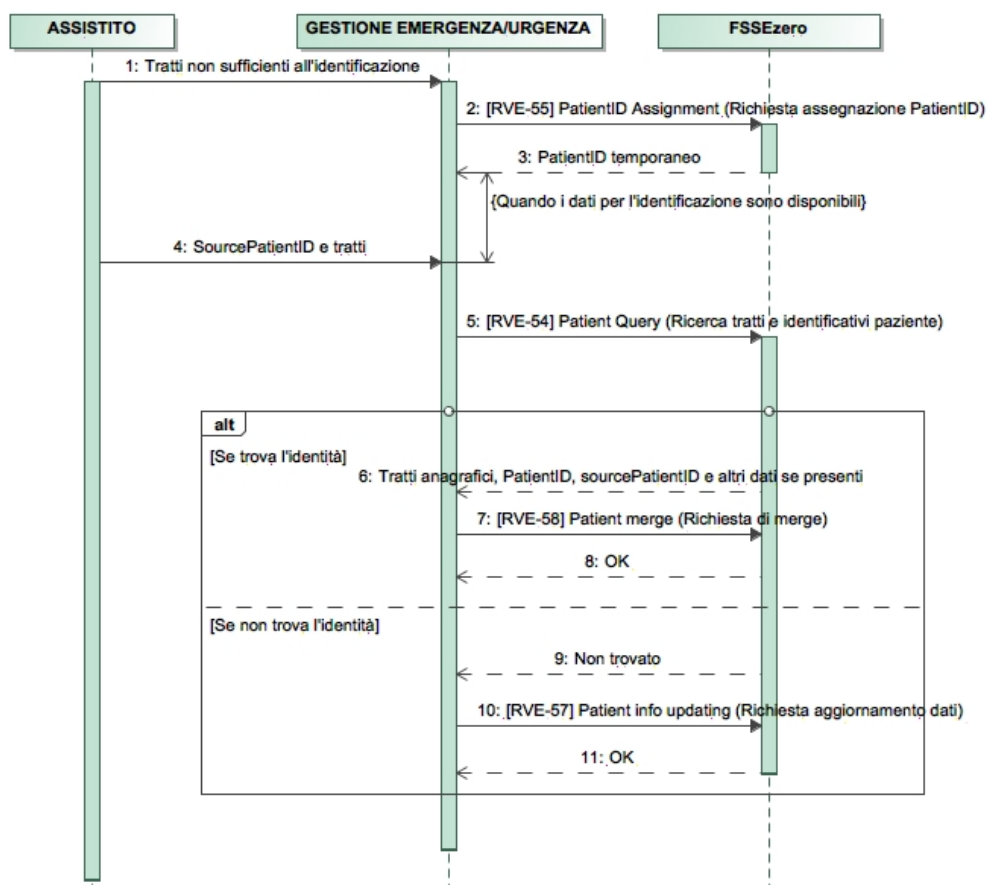 ASSISTITO
GESTIONE EMERGENZA/URGENZA
FSSEzero
1: Tratti non sufficienti all'identificazione
2: [RVE-55] PatientID Assignment (Richiesta assegnazione PatientID)
3: PatientID temporaneo
{Quando i dati per l'identificazione sono disponibili}
4: SourcePatientID e tratti
5: [RVE-54] Patient Query (Ricerca tratti e identificativi paziente)
alt
[Se trova l'identità]
6: Tratti anagrafici, PatientID, sourcePatientID e altri dati se presenti
7: [RVE-58] Patient merge (Richiesta di merge)
8: OK
[Se non trova l'identità]
9: Non trovato
10: [RVE-57] Patient info updating (Richiesta aggiornamento dati)
11: OK